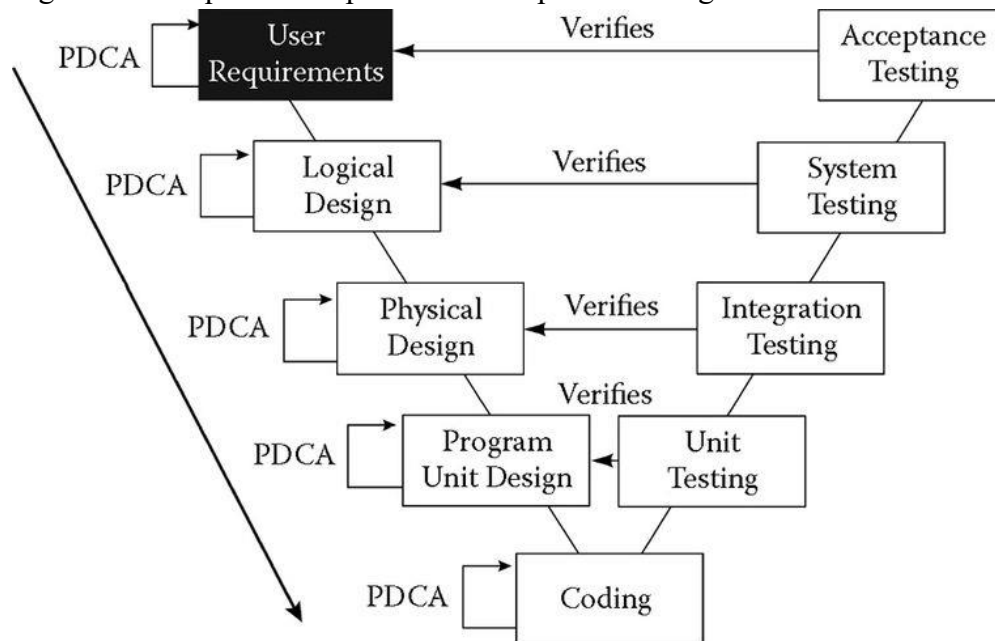 Verifies
User
Requirements
Acceptance
Testing
PDCA
Verifies
Logical
Design
System
Testing
PDCA
Verifies
Physical
Design
Integration
Testing
PDCA
Verifies
Program
Unit Design
Unit
Testing
PDCA
Coding
PDCA